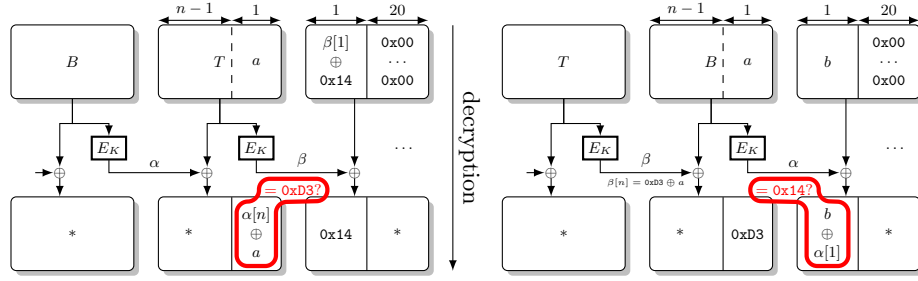 n − 1 1 1 20 n − 1 1 1 20
B T a β[1] ⊕ 0x14 0x00 ... 0x00 T B a b 0x00 ... 0x00
decryption
E_K α E_K β ... E_K β E_K α ...
β[n] = 0xD3 ⊕ a
= 0xD3? = 0x14?
* * α[n] ⊕ a 0x14 * * * 0xD3 b ⊕ α[1] *